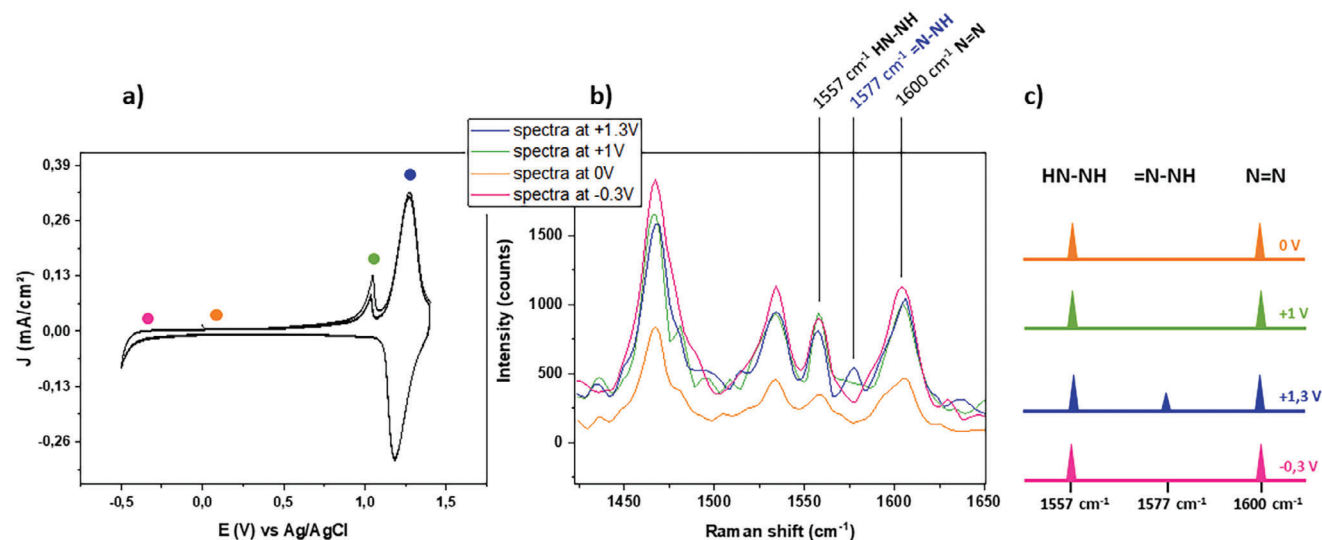 a)
0,39
0,26
0,13
0,00
-0,13
-0,26
J (mA/cm²)
-0,5
0,0
0,5
1,0
1,5
E (V) vs Ag/AgCl
b)
1557 cm⁻¹ HN-NH
1577 cm⁻¹ =N-NH
1600 cm⁻¹ N=N
spectra at +1.3V
spectra at +1V
spectra at 0V
spectra at -0.3V
1500
1000
500
0
Intensity (counts)
1450
1500
1550
1600
1650
Raman shift (cm⁻¹)
c)
HN-NH =N-NH N=N
0 V
+1 V
+1,3 V
-0,3 V
1557 cm⁻¹ 1577 cm⁻¹ 1600 cm⁻¹